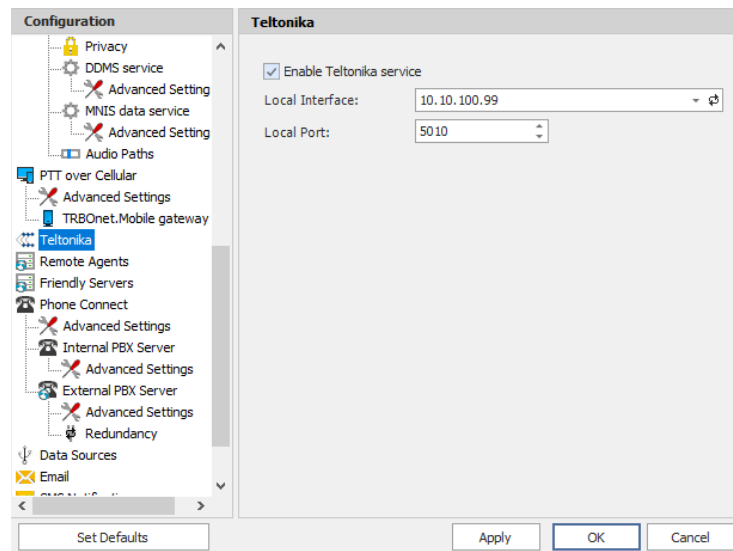 Configuration
Privacy
DDMS service
Advanced Setting
MNIS data service
Advanced Setting
Audio Paths
PTT over Cellular
Advanced Settings
TRBOnet.Mobile gateway
Teltonika
Remote Agents
Friendly Servers
Phone Connect
Advanced Settings
Internal PBX Server
Advanced Settings
External PBX Server
Advanced Settings
Redundancy
Data Sources
Email
Set Defaults
Teltonika
Enable Teltonika service
Local Interface: 10.10.100.99
Local Port: 5010
Apply OK Cancel